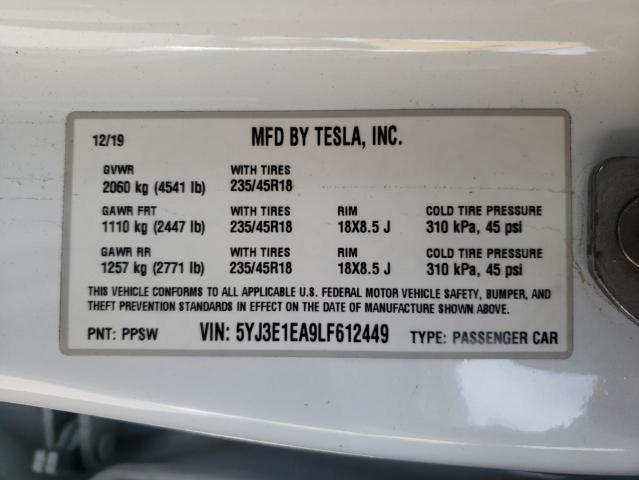 12/19 MFD BY TESLA, INC.
GVWR WITH TIRES
2060 kg (4541 lb) 235/45R18
GAWR FRT WITH TIRES RIM COLD TIRE PRESSURE
1110 kg (2447 lb) 235/45R18 18X8.5 J 310 kPa, 45 psi
GAWR RR WITH TIRES RIM COLD TIRE PRESSURE
1257 kg (2771 lb) 235/45R18 18X8.5 J 310 kPa, 45 psi
THIS VEHICLE CONFORMS TO ALL APPLICABLE U.S. FEDERAL MOTOR VEHICLE SAFETY, BUMPER, AND
THEFT PREVENTION STANDARDS IN EFFECT ON THE DATE OF MANUFACTURE SHOWN ABOVE.
PNT: PPSW VIN: 5YJ3E1EA9LF612449 TYPE: PASSENGER CAR